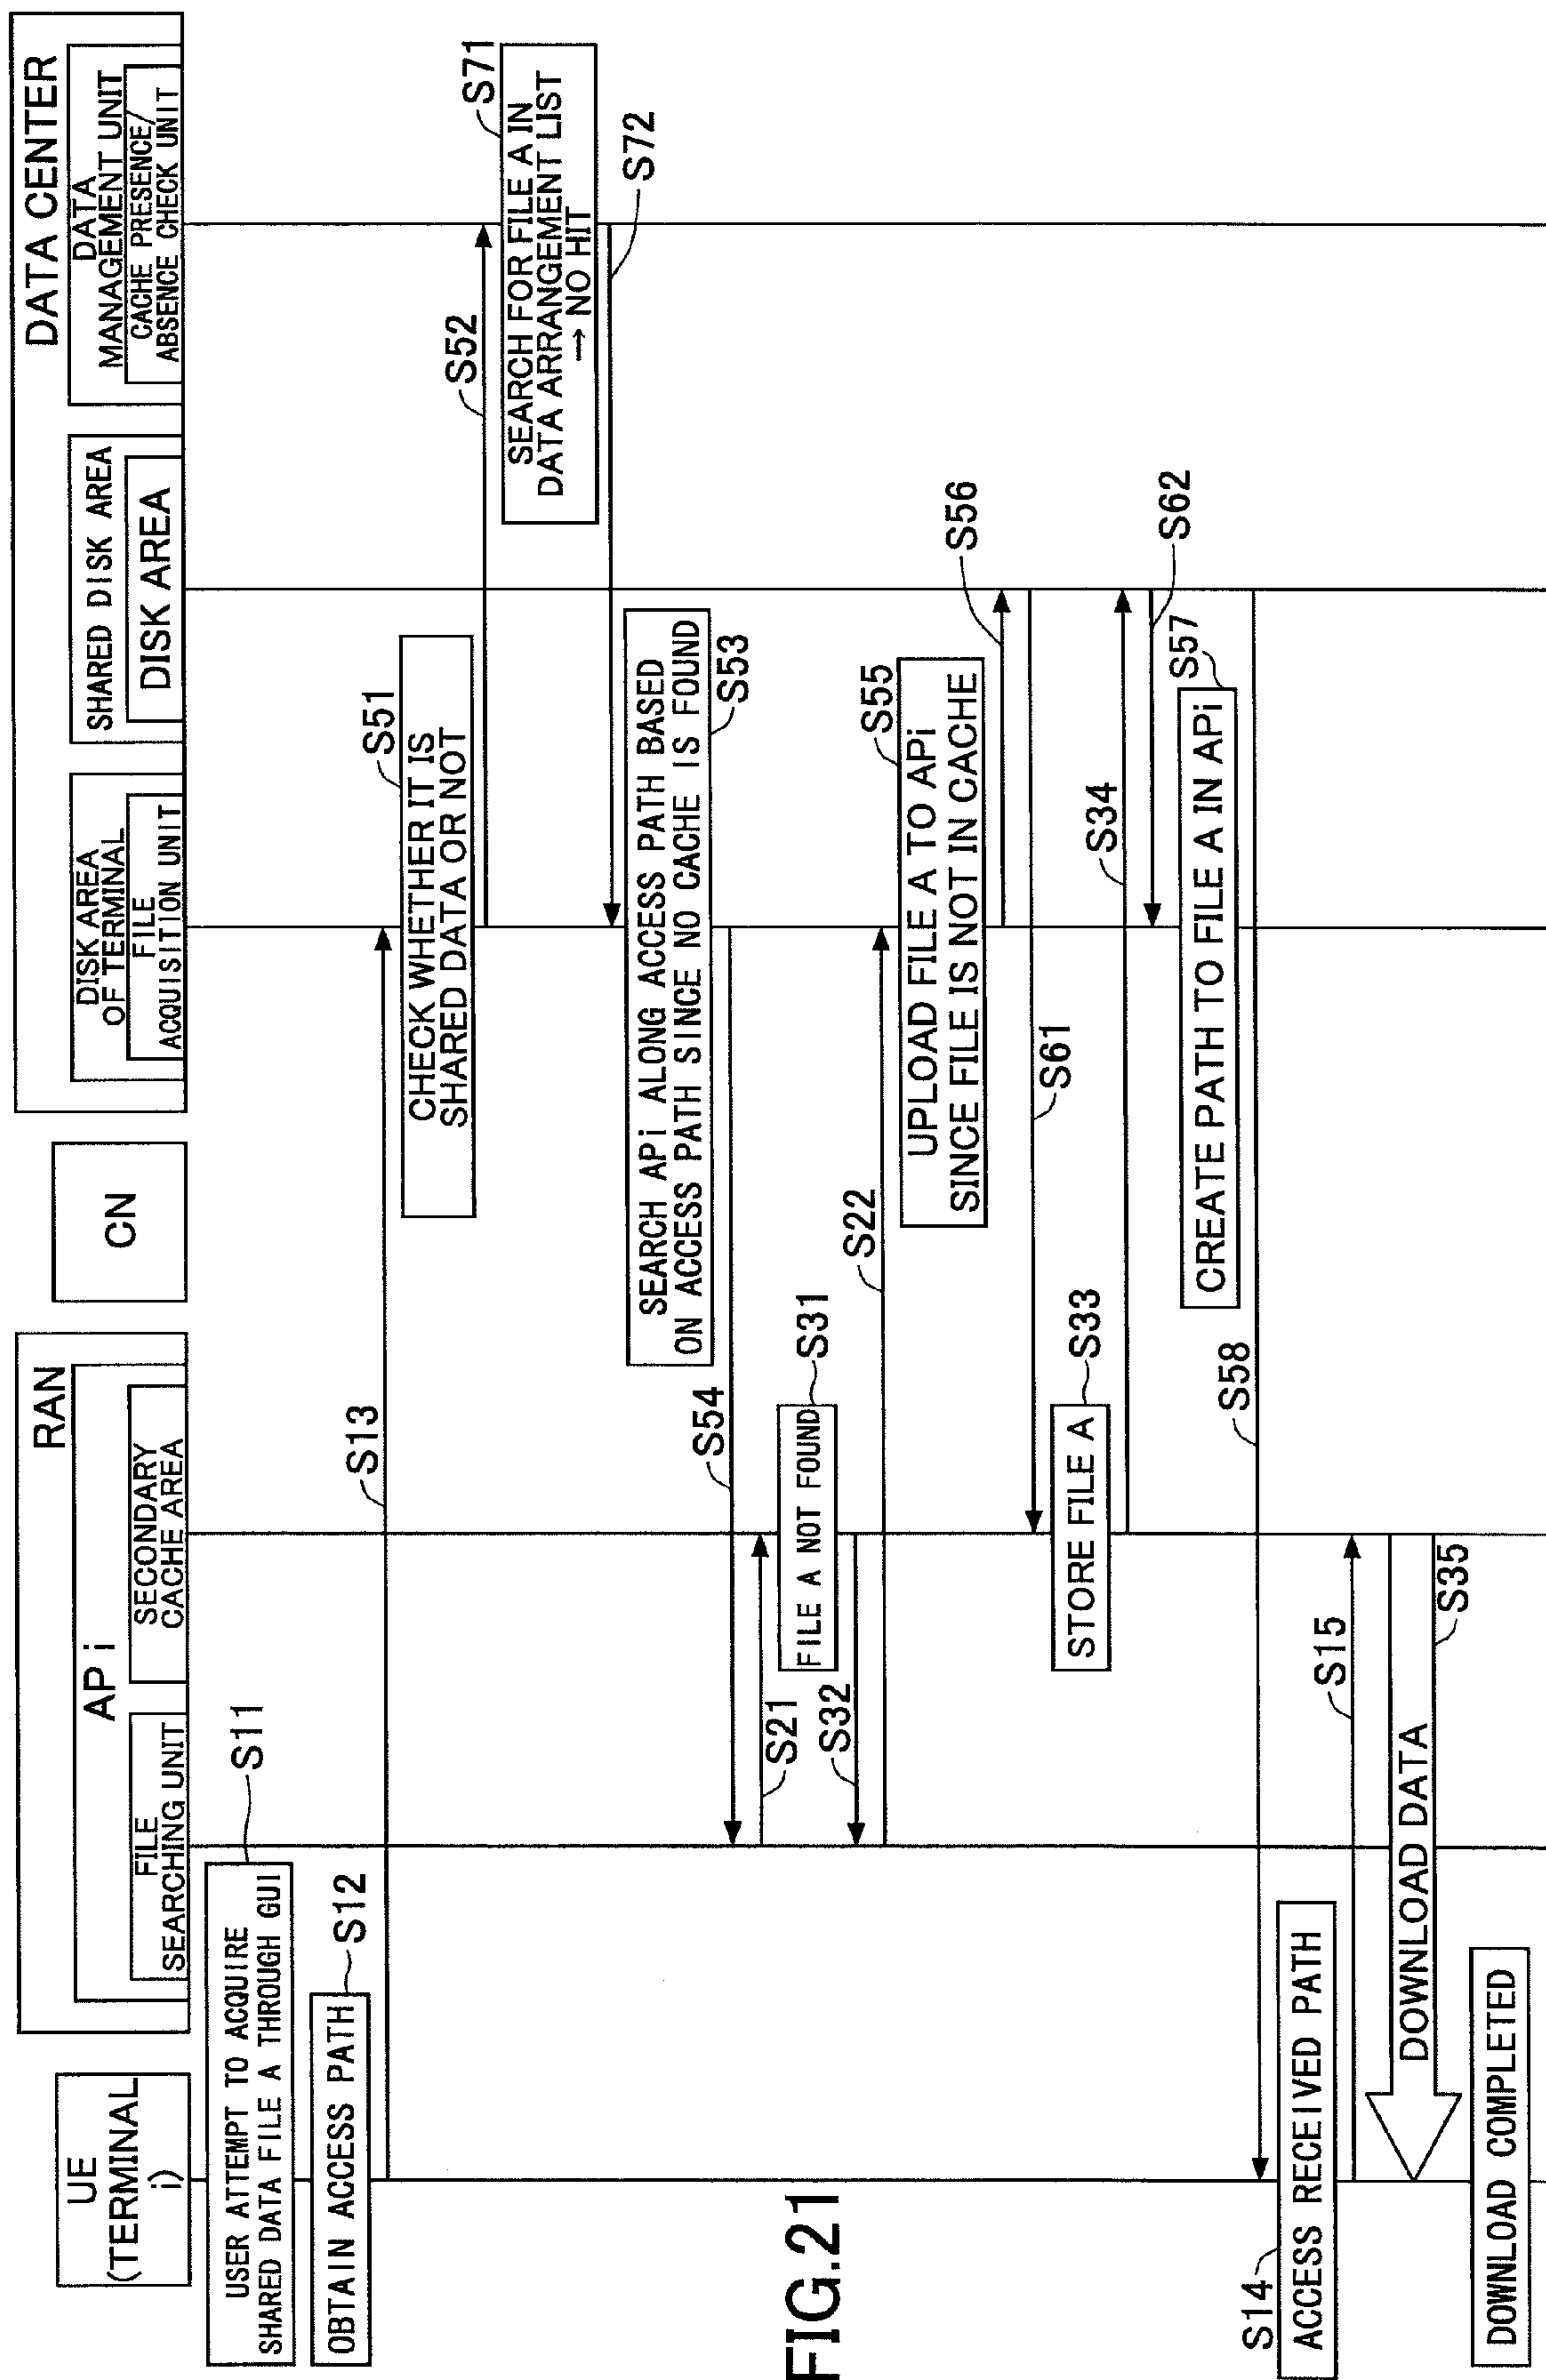 FIG.21
UE
(TERMINAL
i)
RAN
AP i
FILE
SEARCHING UNIT
SECONDARY
CACHE AREA
CN
DATA CENTER
DISK AREA
OF TERMINAL
FILE
ACQUISITION UNIT
SHARED DISK AREA
DISK AREA
DATA
MANAGEMENT UNIT
CACHE PRESENCE/
ABSENCE CHECK UNIT
USER ATTEMPT TO ACQUIRE
SHARED DATA FILE A THROUGH GUI
S11
OBTAIN ACCESS PATH
S12
S13
S51
CHECK WHETHER IT IS
SHARED DATA OR NOT
S52
S71
SEARCH FOR FILE A IN
DATA ARRANGEMENT LIST
→ NO HIT
S72
SEARCH APi ALONG ACCESS PATH BASED
ON ACCESS PATH SINCE NO CACHE IS FOUND
S53
S54
S21
FILE A NOT FOUND
S31
S32
S22
S55
UPLOAD FILE A TO APi
SINCE FILE IS NOT IN CACHE
S56
S61
STORE FILE A
S33
S34
S62
S57
CREATE PATH TO FILE A IN APi
S58
S14
ACCESS RECEIVED PATH
S15
DOWNLOAD DATA
S35
DOWNLOAD COMPLETED